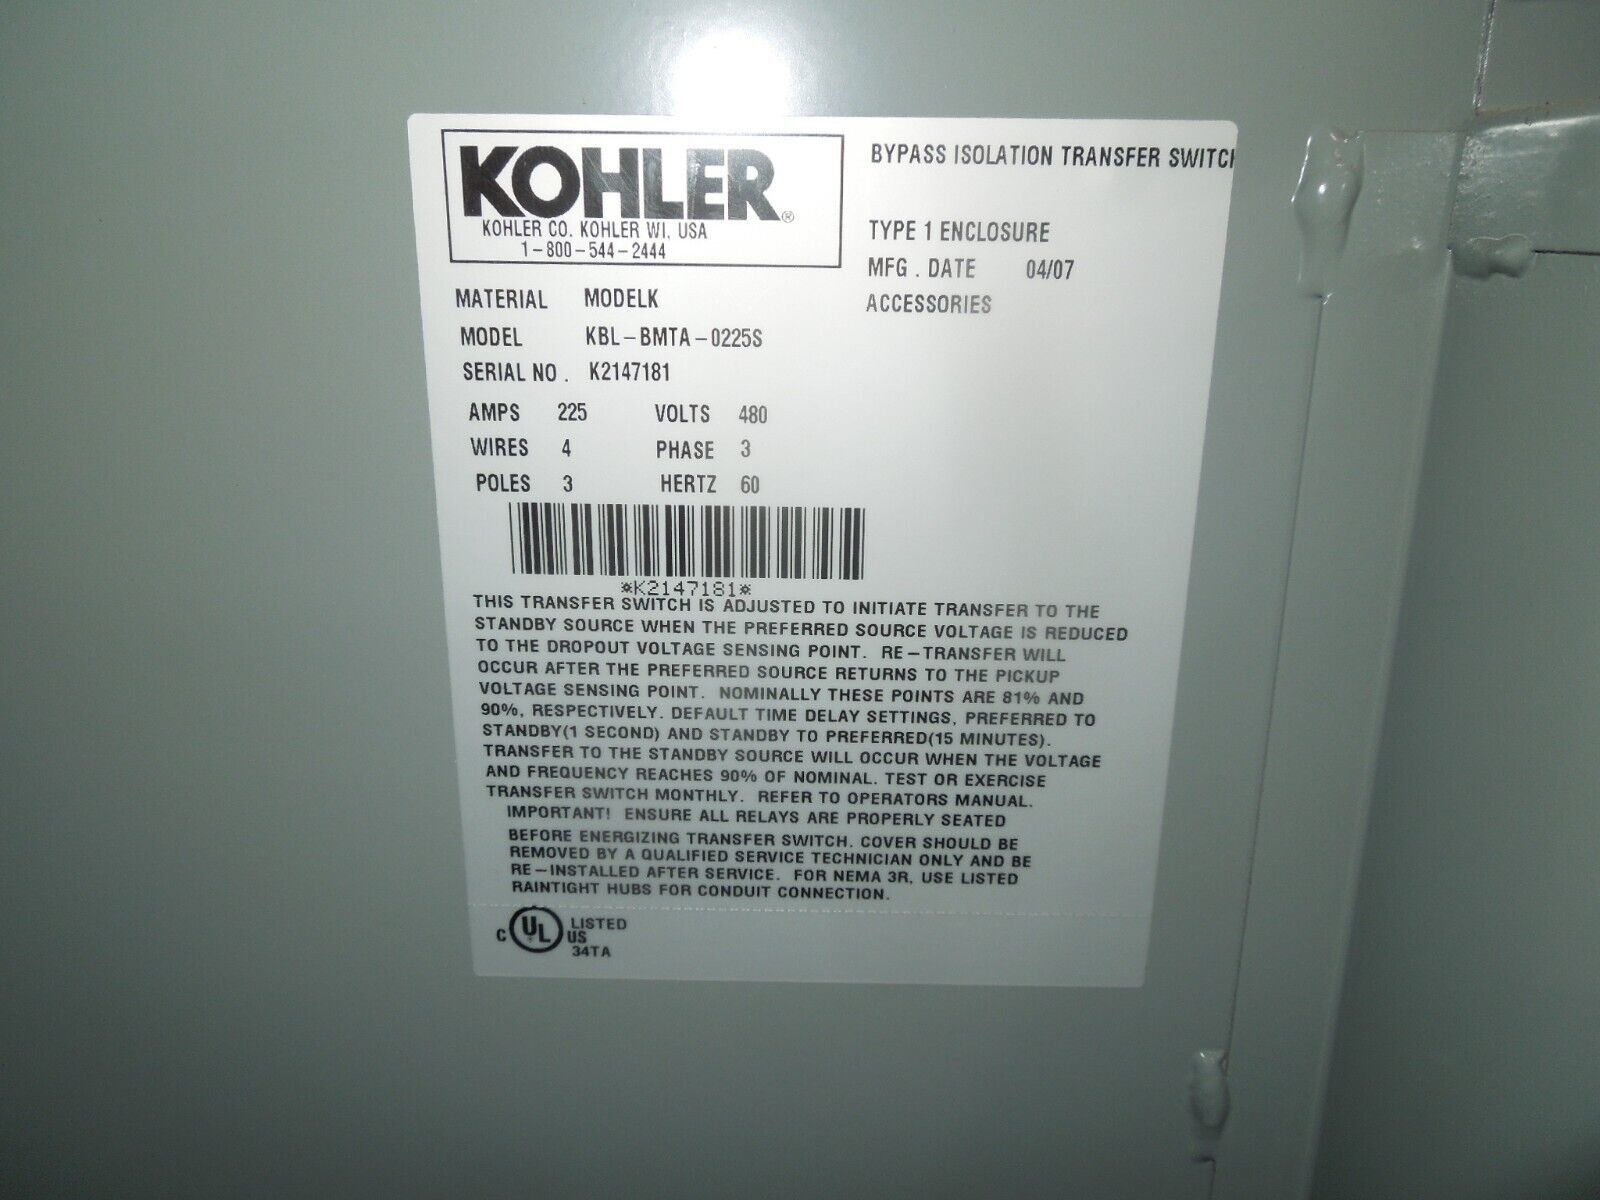 KOHLER®
KOHLER CO. KOHLER WI. USA
1-800-544-2444
BYPASS ISOLATION TRANSFER SWITCH
TYPE 1 ENCLOSURE
MFG . DATE 04/07
ACCESSORIES
MATERIAL MODELK
MODEL KBL-BMTA-0225S
SERIAL NO . K2147181
AMPS 225 VOLTS 480
WIRES 4 PHASE 3
POLES 3 HERTZ 60
*K2147181*
THIS TRANSFER SWITCH IS ADJUSTED TO INITIATE TRANSFER TO THE
STANDBY SOURCE WHEN THE PREFERRED SOURCE VOLTAGE IS REDUCED
TO THE DROPOUT VOLTAGE SENSING POINT. RE-TRANSFER WILL
OCCUR AFTER THE PREFERRED SOURCE RETURNS TO THE PICKUP
VOLTAGE SENSING POINT. NOMINALLY THESE POINTS ARE 81% AND
90%, RESPECTIVELY. DEFAULT TIME DELAY SETTINGS, PREFERRED TO
STANDBY(1 SECOND) AND STANDBY TO PREFERRED(15 MINUTES).
TRANSFER TO THE STANDBY SOURCE WILL OCCUR WHEN THE VOLTAGE
AND FREQUENCY REACHES 90% OF NOMINAL. TEST OR EXERCISE
TRANSFER SWITCH MONTHLY. REFER TO OPERATORS MANUAL.
IMPORTANT! ENSURE ALL RELAYS ARE PROPERLY SEATED
BEFORE ENERGIZING TRANSFER SWITCH. COVER SHOULD BE
REMOVED BY A QUALIFIED SERVICE TECHNICIAN ONLY AND BE
RE-INSTALLED AFTER SERVICE. FOR NEMA 3R, USE LISTED
RAINTIGHT HUBS FOR CONDUIT CONNECTION.
C UL US LISTED
34TA